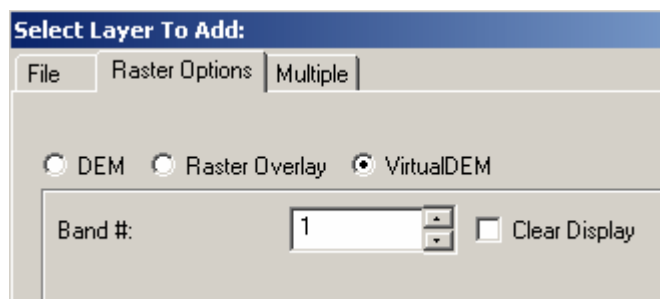 Select Layer To Add:
File Raster Options Multiple
DEM Raster Overlay VirtualDEM
Band #: 1 Clear Display